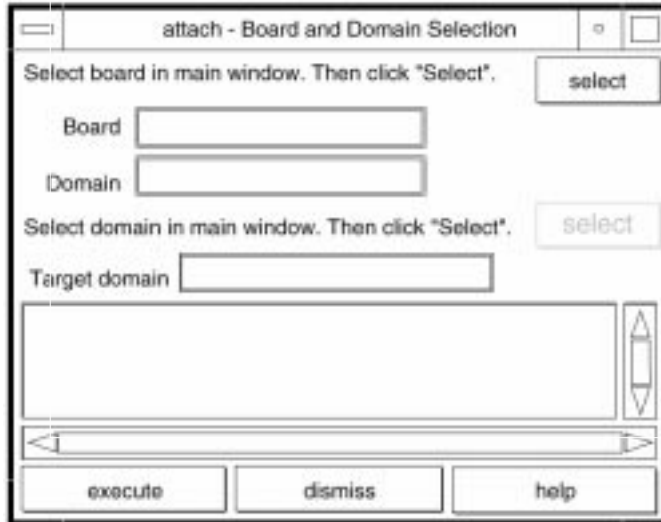 attach - Board and Domain Selection
Select board in main window. Then click "Select".
select
Board
Domain
Select domain in main window. Then click "Select".
select
Target domain
execute
dismiss
help